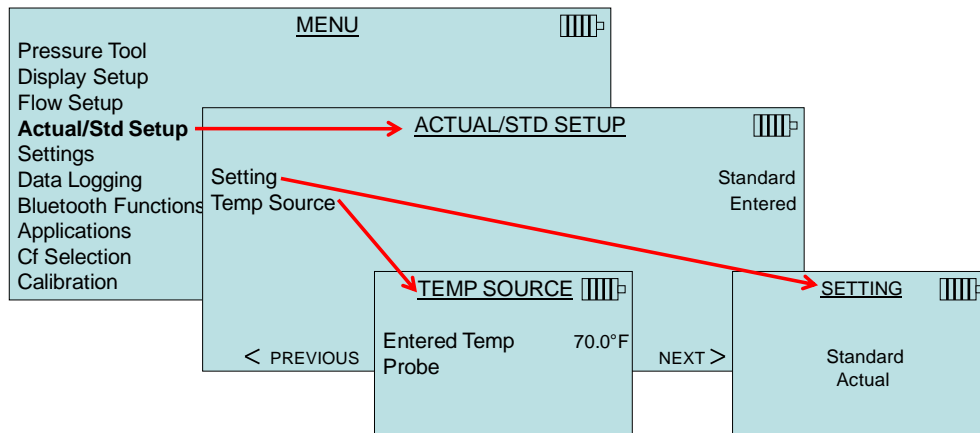 MENU
Pressure Tool
Display Setup
Flow Setup
Actual/Std Setup
Settings
Data Logging
Bluetooth Functions
Applications
Cf Selection
Calibration
ACTUAL/STD SETUP
Setting Standard
Temp Source Entered
< PREVIOUS NEXT >
TEMP SOURCE
Entered Temp 70.0°F
Probe
SETTING
Standard
Actual